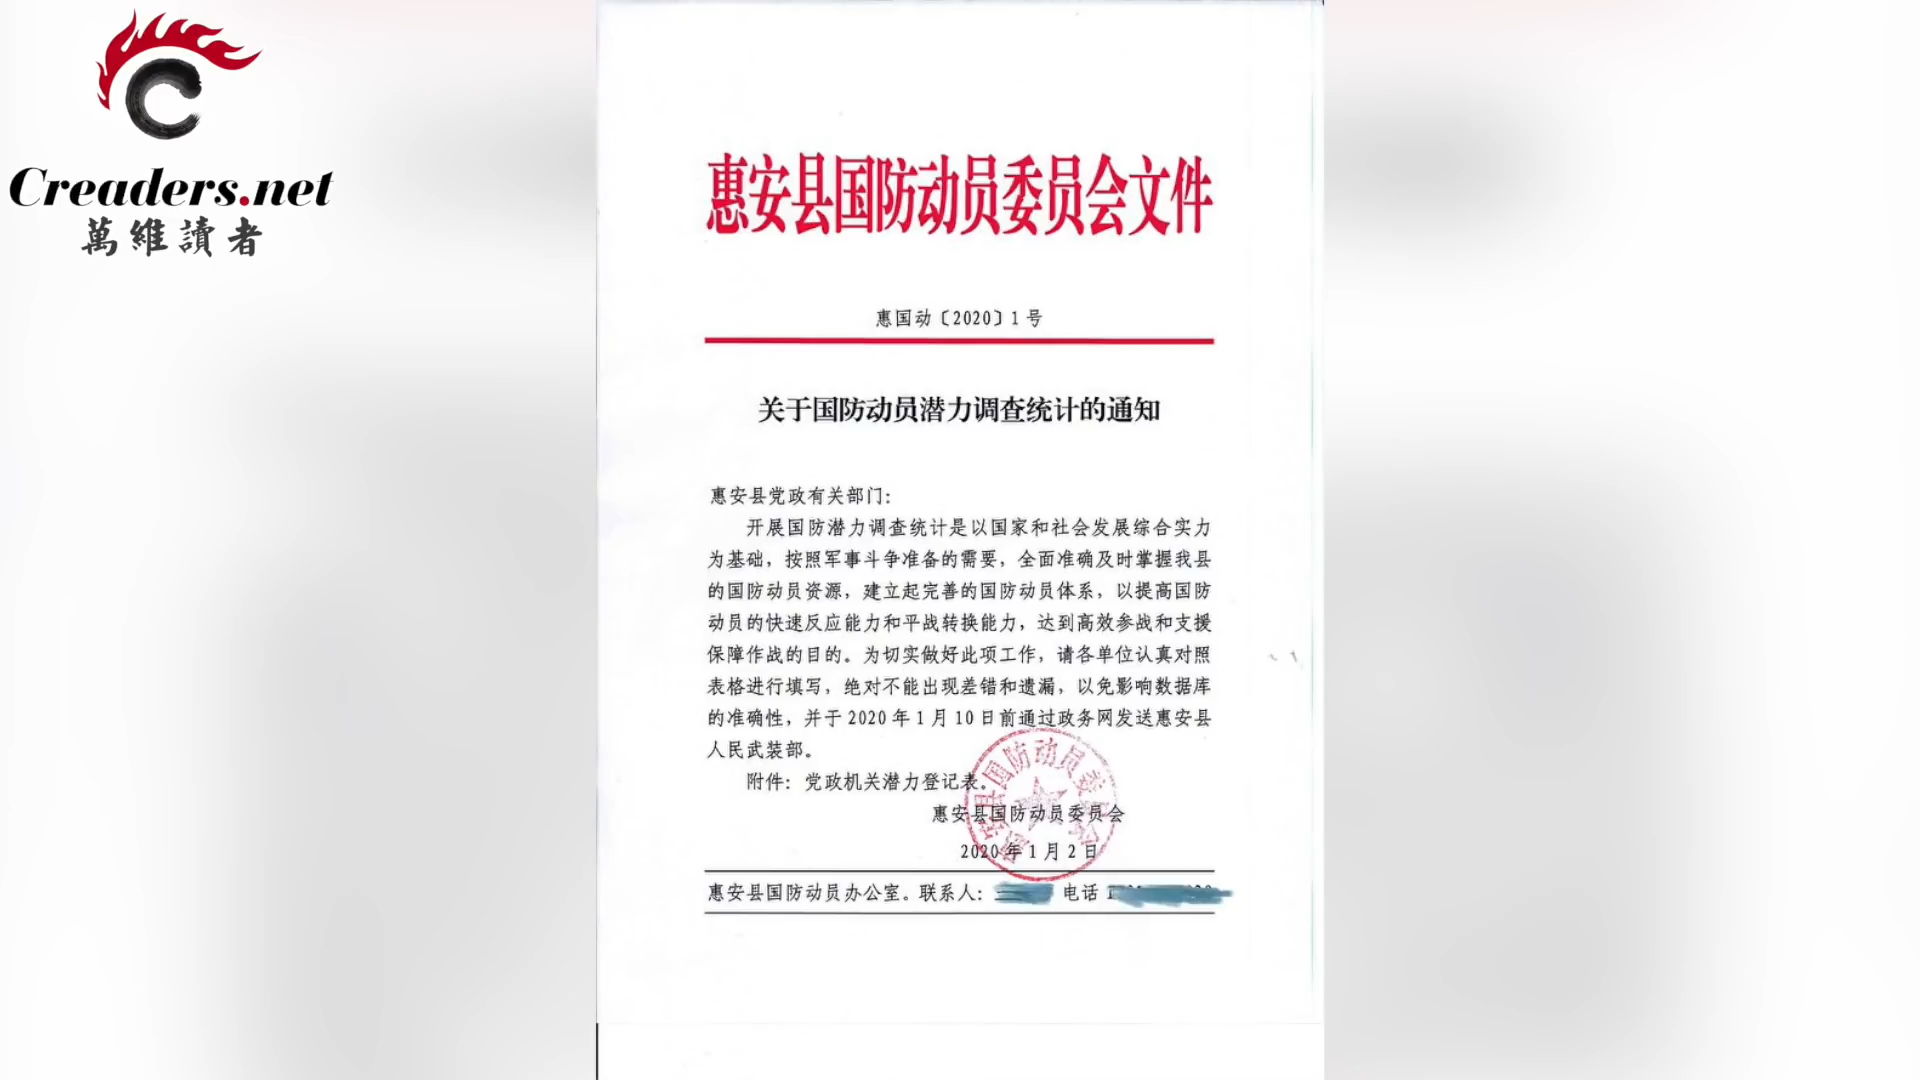 Creaders.net
萬維讀者
惠安县国防动员委员会文件
惠国动〔2020〕1号
关于国防动员潜力调查统计的通知
惠安县党政有关部门：
开展国防潜力调查统计是以国家和社会发展综合实力
为基础，按照军事斗争准备的需要，全面准确及时掌握我县
的国防动员资源，建立起完善的国防动员体系，以提高国防
动员的快速反应能力和平战转换能力，达到高效参战和支援
保障作战的目的。为切实做好此项工作，请各单位认真对照
表格进行填写，绝对不能出现差错和遗漏，以免影响数据库
的准确性，并于2020年1月10日前通过政务网发送惠安县
人民武装部。
附件：党政机关潜力登记表。
惠安县国防动员委员会
惠安县国防动员委员会
2020年1月2日
惠安县国防动员办公室。联系人： 电话